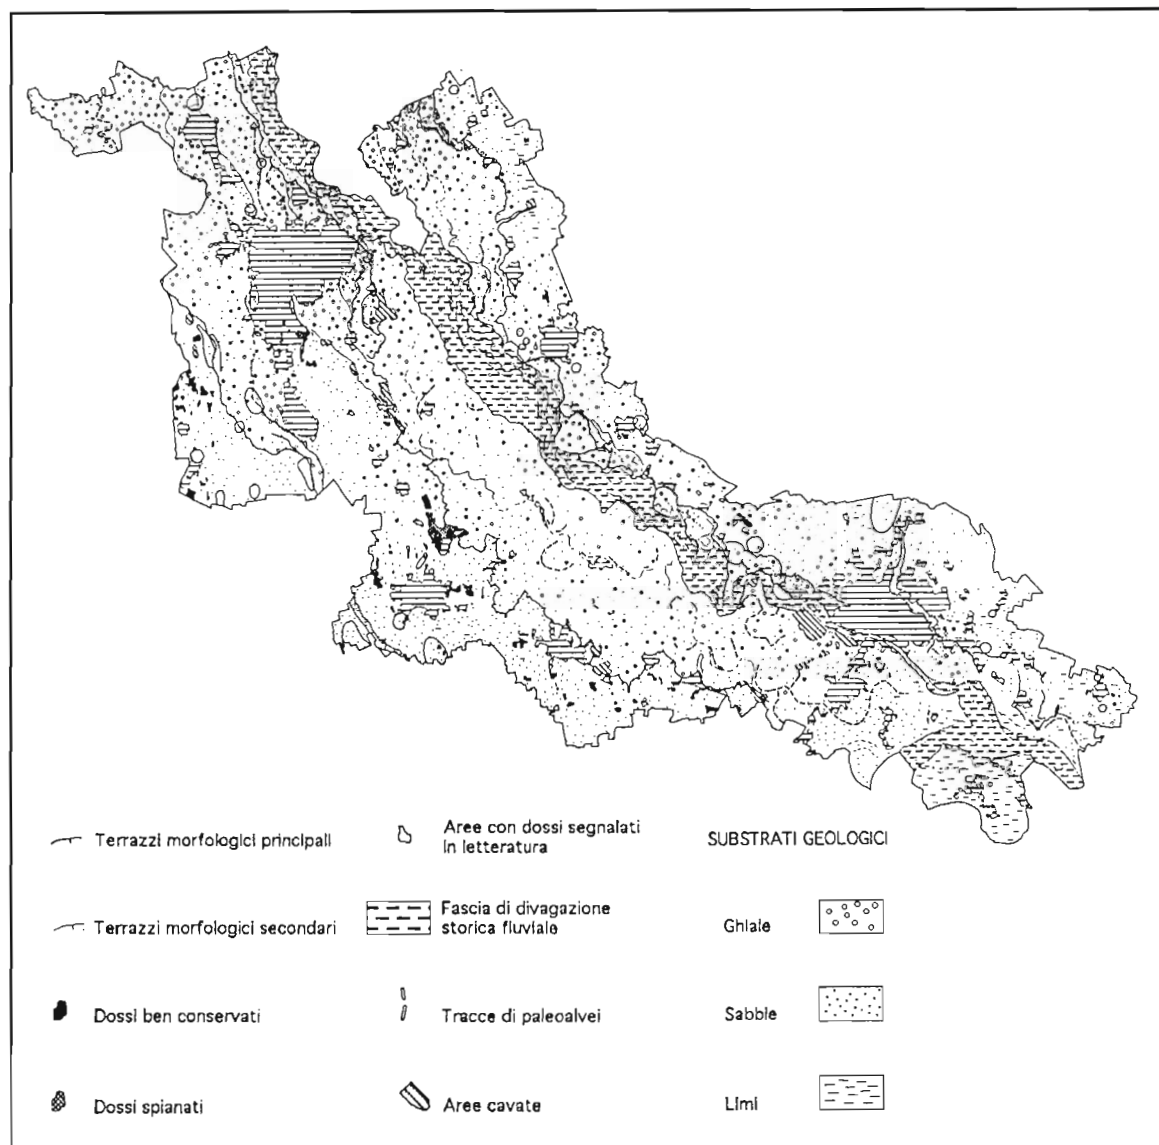 Terrazzi morfologici principali
Terrazzi morfologici secondari
Dossi ben conservati
Dossi spianati
Aree con dossi segnalati
in letteratura
Fascia di divagazione
storica fluviale
Tracce di paleoalvei
Aree cavate
SUBSTRATI GEOLOGICI
Ghiaie
Sabbie
Limi